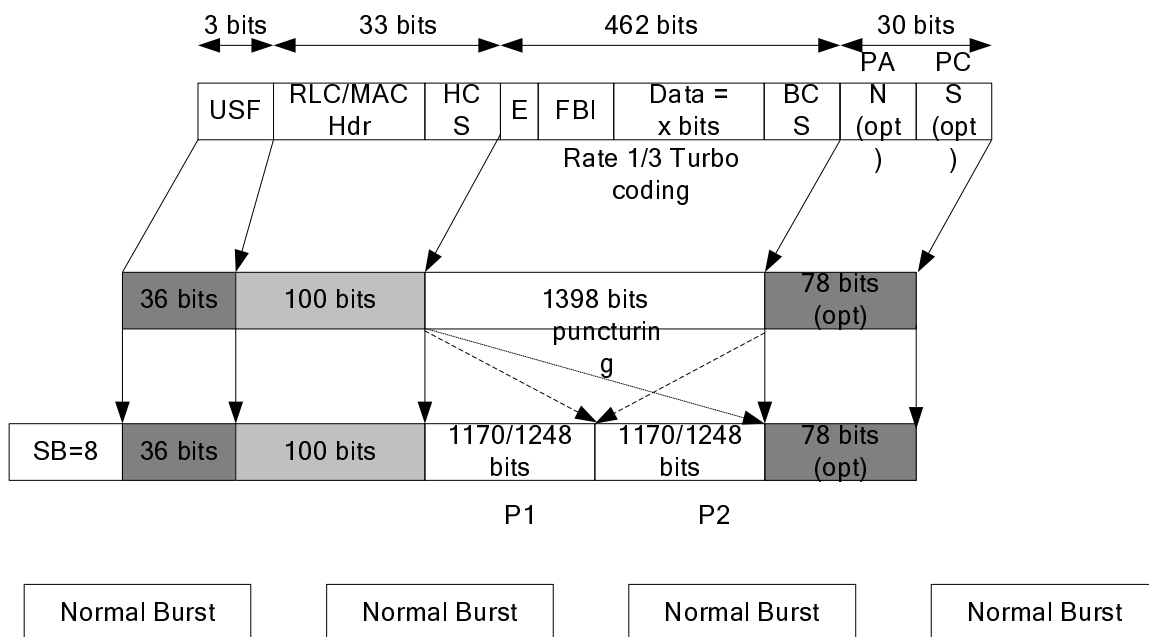 3 bits 33 bits 462 bits 30 bits
USF RLC/MAC Hdr HC S E FBI Data = x bits BC S PA N (opt ) PC S (opt )
Rate 1/3 Turbo
coding
36 bits 100 bits 1398 bits 78 bits (opt)
puncturin
g
SB=8 36 bits 100 bits 1170/1248 bits 1170/1248 bits 78 bits (opt)
P1 P2
Normal Burst Normal Burst Normal Burst Normal Burst